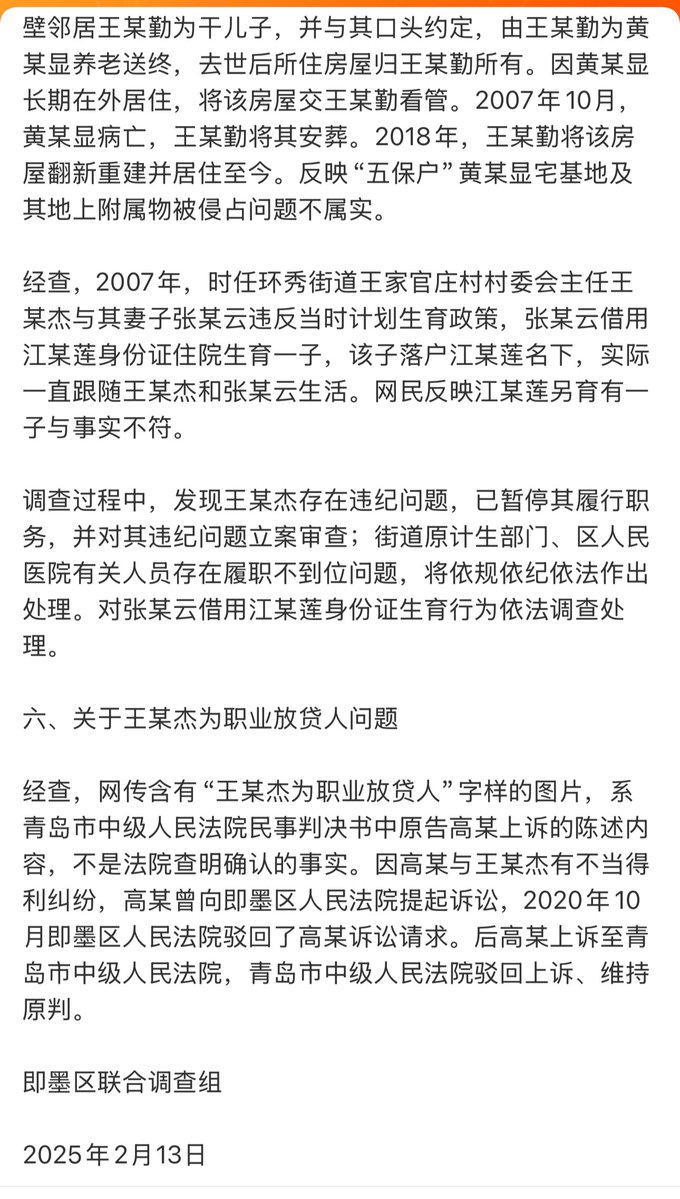 壁邻居王某勤为干儿子，并与其口头约定，由王某勤为黄
某显养老送终，去世后所住房屋归王某勤所有。因黄某显
长期在外居住，将该房屋交王某勤看管。2007年10月，
黄某显病亡，王某勤将其安葬。2018年，王某勤将该房
屋翻新重建并居住至今。反映“五保户”黄某显宅基地及
其地上附属物被侵占问题不属实。
经查，2007年，时任环秀街道王家官庄村村委会主任王
某杰与其妻子张某云违反当时计划生育政策，张某云借用
江某莲身份证住院生育一子，该子落户江某莲名下，实际
一直跟随王某杰和张某云生活。网民反映江某莲另育有一
子与事实不符。
调查过程中，发现王某杰存在违纪问题，已暂停其履行职
务，并对其违纪问题立案审查；街道原计生部门、区人民
医院有关人员存在履职不到位问题，将依规依纪依法作出
处理。对张某云借用江某莲身份证生育行为依法调查处
理。
六、关于王某杰为职业放贷人问题
经查，网传含有“王某杰为职业放贷人”字样的图片，系
青岛市中级人民法院民事判决书中原告高某上诉的陈述内
容，不是法院查明确认的事实。因高某与王某杰有不当得
利纠纷，高某曾向即墨区人民法院提起诉讼，2020年10
月即墨区人民法院驳回了高某诉讼请求。后高某上诉至青
岛市中级人民法院，青岛市中级人民法院驳回上诉、维持
原判。
即墨区联合调查组
2025年2月13日